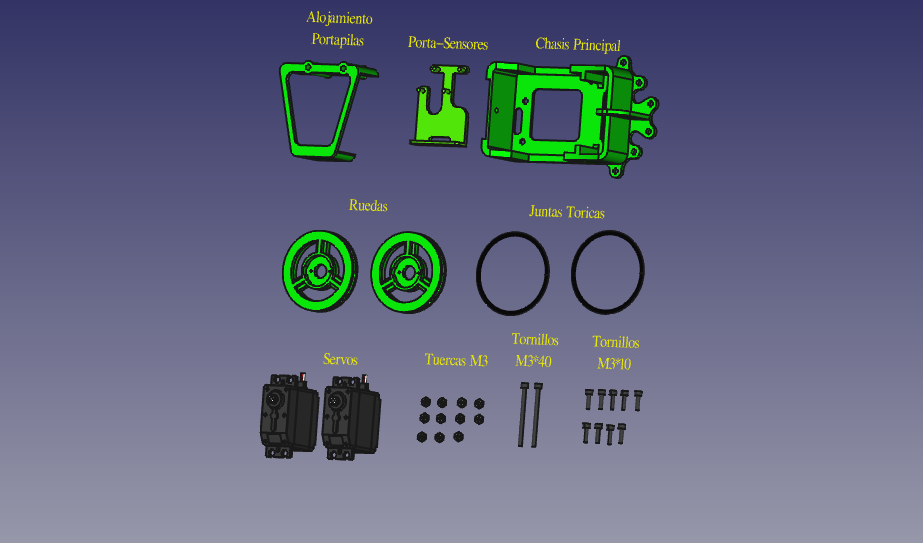 Alojamiento
Portapilas
Porta-Sensores
Chasis Principal
Ruedas
Juntas Toricas
Servos
Tuercas M3
Tornillos
M3*40
Tornillos
M3*10